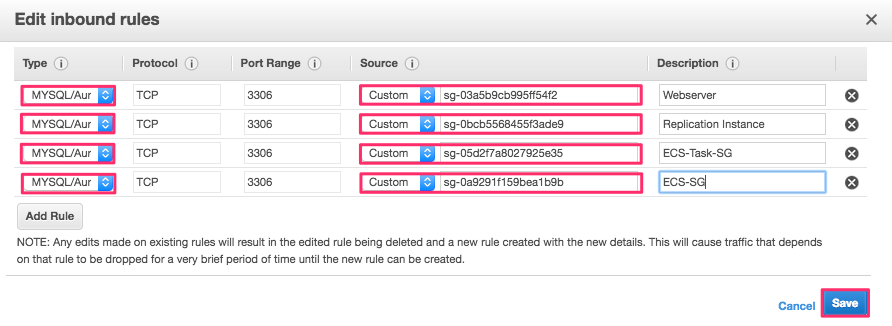 Edit inbound rules
Type Protocol Port Range Source Description
MYSQL/Aur TCP 3306 Custom sg-03a5b9cb995ff54f2 Webserver
MYSQL/Aur TCP 3306 Custom sg-0bcb5568455f3ade9 Replication Instance
MYSQL/Aur TCP 3306 Custom sg-05d2f7a8027925e35 ECS-Task-SG
MYSQL/Aur TCP 3306 Custom sg-0a9291f159bea1b9b ECS-SG
Add Rule
NOTE: Any edits made on existing rules will result in the edited rule being deleted and a new rule created with the new details. This will cause traffic that depends
on that rule to be dropped for a very brief period of time until the new rule can be created.
Cancel Save